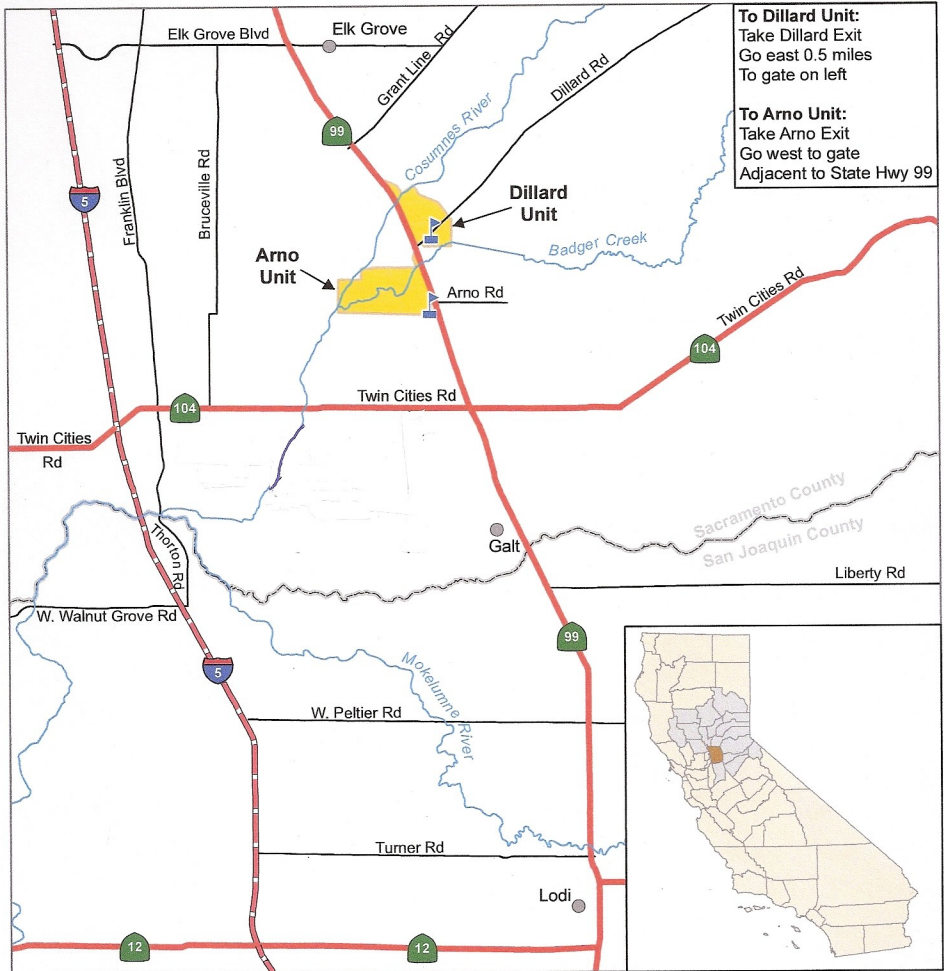 To Dillard Unit:
Take Dillard Exit
Go east 0.5 miles
To gate on left
To Arno Unit:
Take Arno Exit
Go west to gate
Adjacent to State Hwy 99
Elk Grove Blvd
Elk Grove
Grant Line Rd
Dillard Rd
99
Cosumnes River
Franklin Blvd
Bruceville Rd
5
Dillard
Unit
Badger Creek
Arno
Unit
Arno Rd
Twin Cities Rd
104
Twin Cities Rd
104
Twin Cities
Rd
Sacramento County
San Joaquin County
Galt
Thorton Rd
Liberty Rd
W. Walnut Grove Rd
99
5
Mokelumne River
W. Peltier Rd
Turner Rd
Lodi
12
12